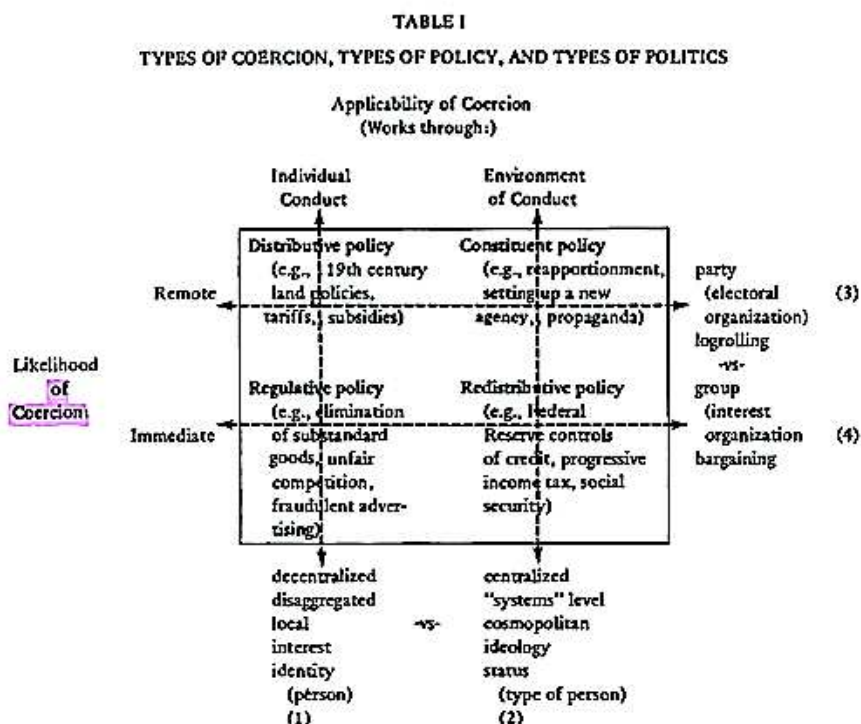 TABLE I
TYPES OF COERCION, TYPES OF POLICY, AND TYPES OF POLITICS
Applicability of Coercion
(Works through:)
Individual
Conduct
Environment
of Conduct
Distributive policy
(e.g., 19th century
land policies,
tariffs, subsidies)
Constituent policy
(e.g., reapportionment,
setting up a new
agency, propaganda)
Remote
party
(electoral
organization)
logrolling
(3)
-vs-
Likelihood
of
Coercion
Regulative policy
(e.g., elimination
of substandard
goods, unfair
competition,
fraudulent adver-
tising)
Redistributive policy
(e.g., Federal
Reserve controls
of credit, progressive
income tax, social
security)
Immediate
group
(interest
organization
bargaining
(4)
decentralized
disaggregated
local
interest
identity
(person)
(1)
-vs-
centralized
"systems" level
cosmopolitan
ideology
status
(type of person)
(2)